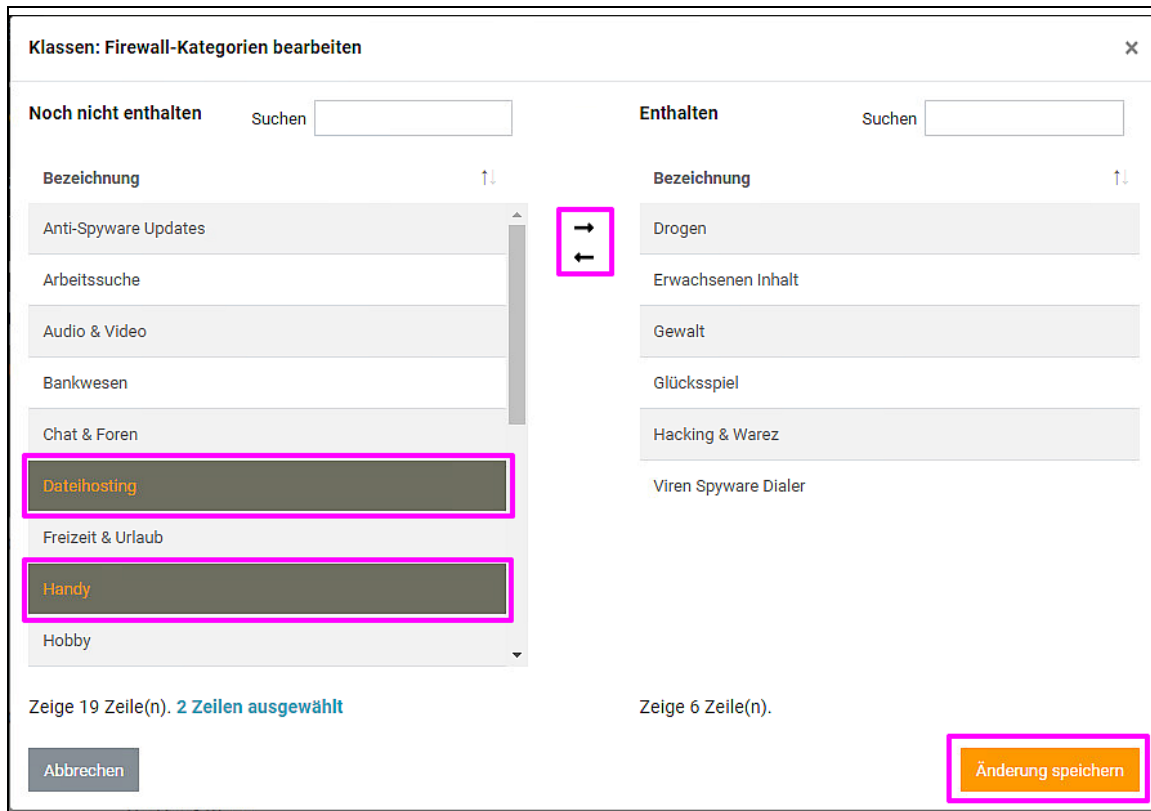 Klassen: Firewall-Kategorien bearbeiten
Noch nicht enthalten
Suchen
Bezeichnung
Anti-Spyware Updates
Arbeitssuche
Audio & Video
Bankwesen
Chat & Foren
Dateihosting
Freizeit & Urlaub
Handy
Hobby
Zeige 19 Zeile(n). 2 Zeilen ausgewählt
Abbrechen
Enthalten
Suchen
Bezeichnung
Drogen
Erwachsenen Inhalt
Gewalt
Glücksspiel
Hacking & Warez
Viren Spyware Dialer
Zeige 6 Zeile(n).
Änderung speichern